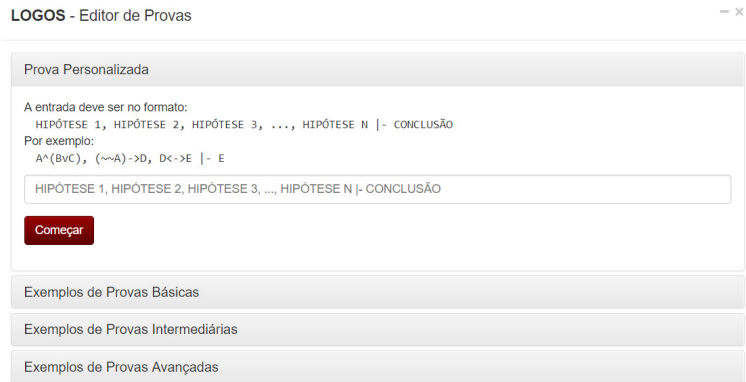 LOGOS - Editor de Provas
Prova Personalizada
A entrada deve ser no formato:
HIPÓTESE 1, HIPÓTESE 2, HIPÓTESE 3, ..., HIPÓTESE N |- CONCLUSÃO
Por exemplo:
A^(BvC), (~~A)->D, D<->E |- E
HIPÓTESE 1, HIPÓTESE 2, HIPÓTESE 3, ..., HIPÓTESE N |- CONCLUSÃO
Começar
Exemplos de Provas Básicas
Exemplos de Provas Intermediárias
Exemplos de Provas Avançadas